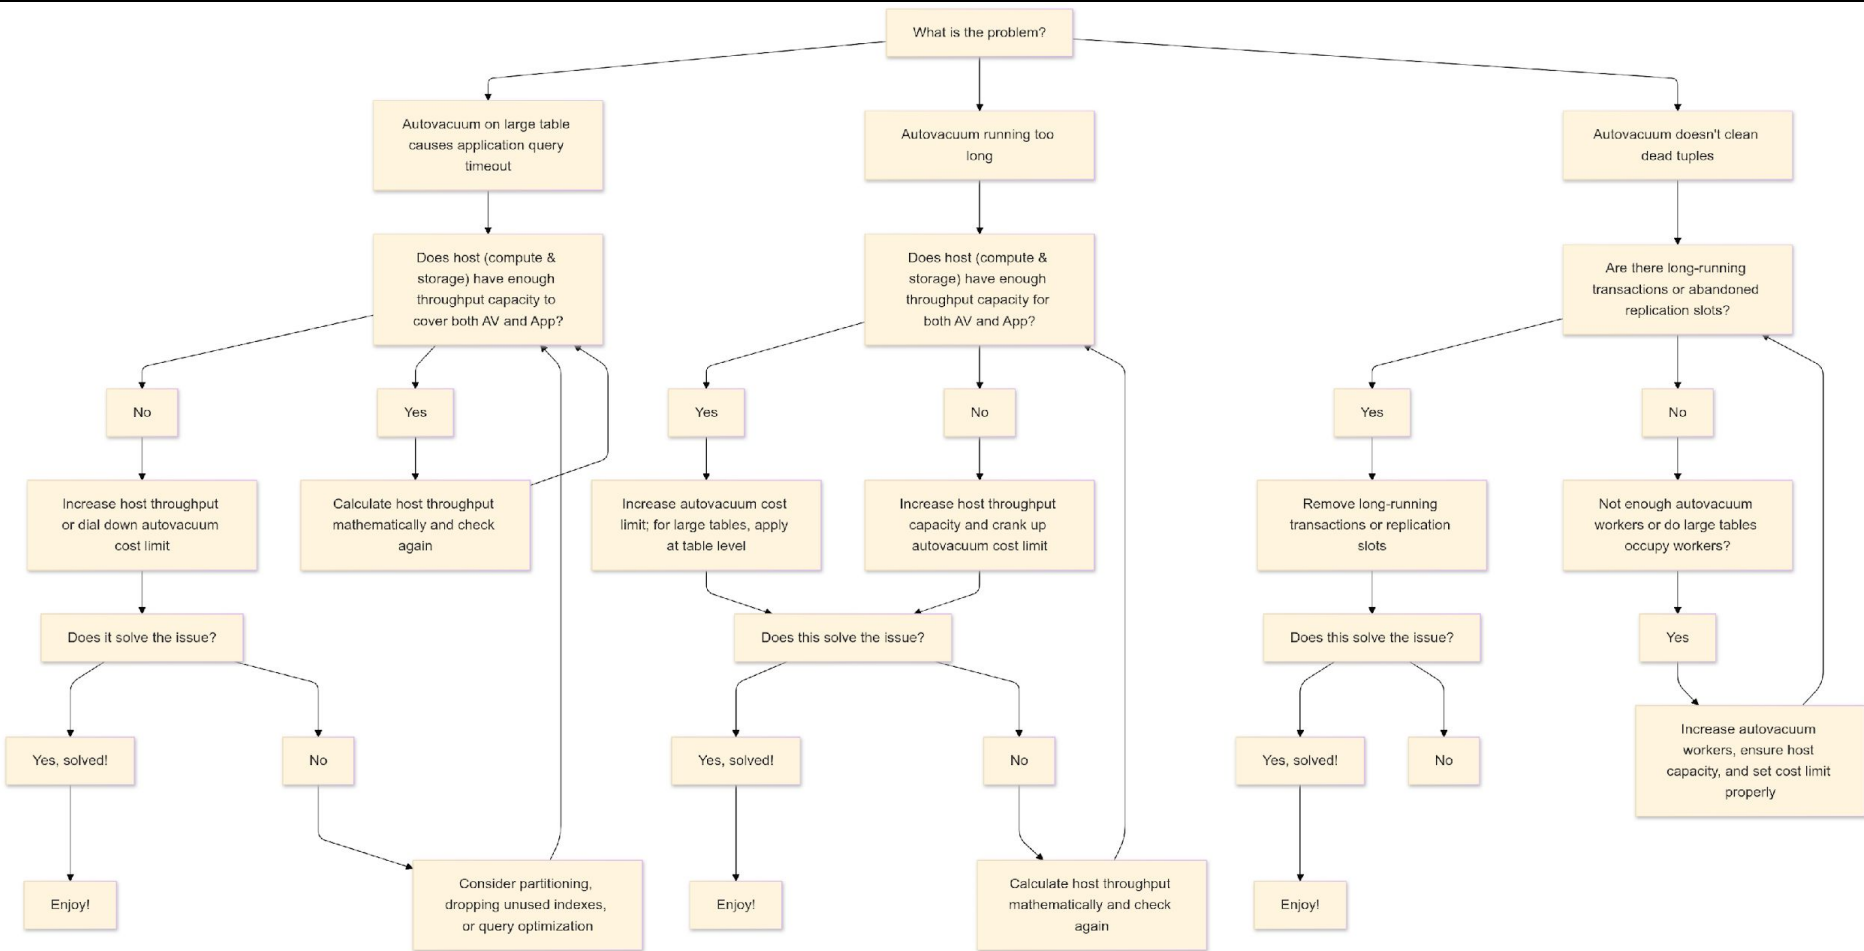 What is the problem?
Autovacuum on large table
causes application query
timeout
Autovacuum running too
long
Autovacuum doesn't clean
dead tuples
Does host (compute &
storage) have enough
throughput capacity to
cover both AV and App?
Does host (compute &
storage) have enough
throughput capacity for
both AV and App?
Are there long-running
transactions or abandoned
replication slots?
No
Yes
Yes
No
Yes
No
Increase host throughput
or dial down autovacuum
cost limit
Calculate host throughput
mathematically and check
again
Increase autovacuum cost
limit; for large tables, apply
at table level
Increase host throughput
capacity and crank up
autovacuum cost limit
Remove long-running
transactions or replication
slots
Not enough autovacuum
workers or do large tables
occupy workers?
Does it solve the issue?
Does this solve the issue?
Does this solve the issue?
Yes
Yes, solved!
No
Yes, solved!
No
Yes, solved!
No
Increase autovacuum
workers, ensure host
capacity, and set cost limit
properly
Enjoy!
Consider partitioning,
dropping unused indexes,
or query optimization
Enjoy!
Calculate host throughput
mathematically and check
again
Enjoy!